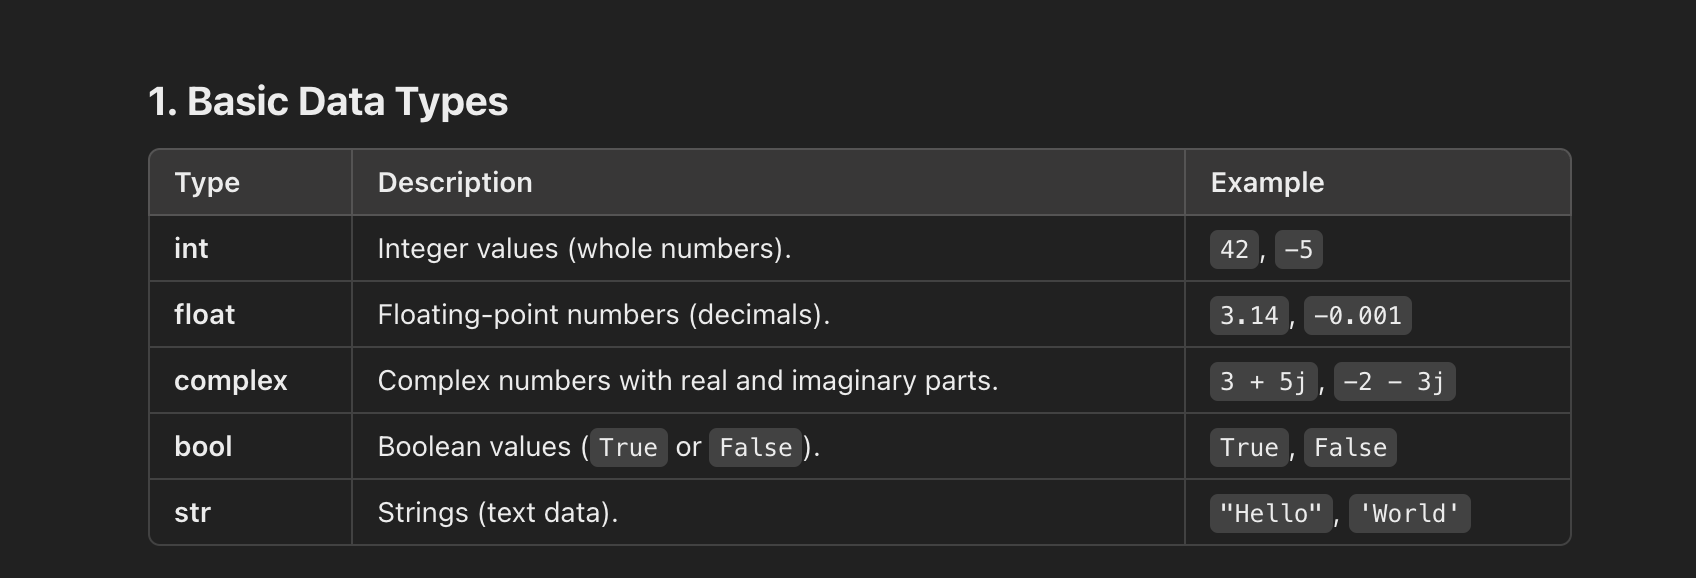 1. Basic Data Types
Type Description Example
int Integer values (whole numbers). 42, -5
float Floating-point numbers (decimals). 3.14, -0.001
complex Complex numbers with real and imaginary parts. 3 + 5j, -2 - 3j
bool Boolean values (True or False). True, False
str Strings (text data). "Hello", 'World'